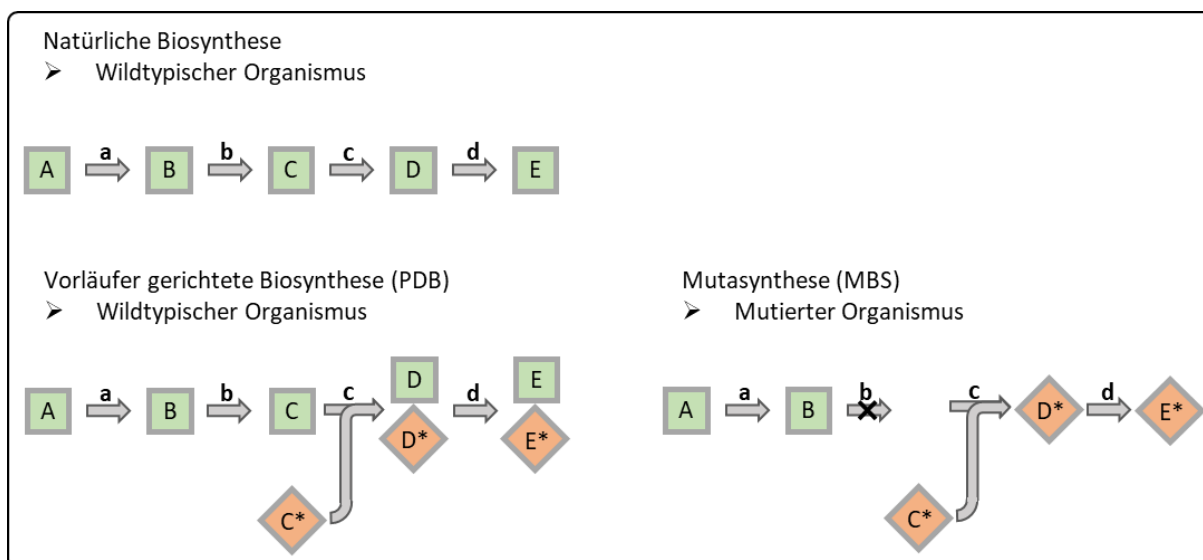 Natürliche Biosynthese
➤ Wildtypischer Organismus
a b c d
A B C D E
Vorläufer gerichtete Biosynthese (PDB)
➤ Wildtypischer Organismus
D E
a b c d
A B C
D* E*
C*
Mutasynthese (MBS)
➤ Mutierter Organismus
a b c d
A B D* E*
C*